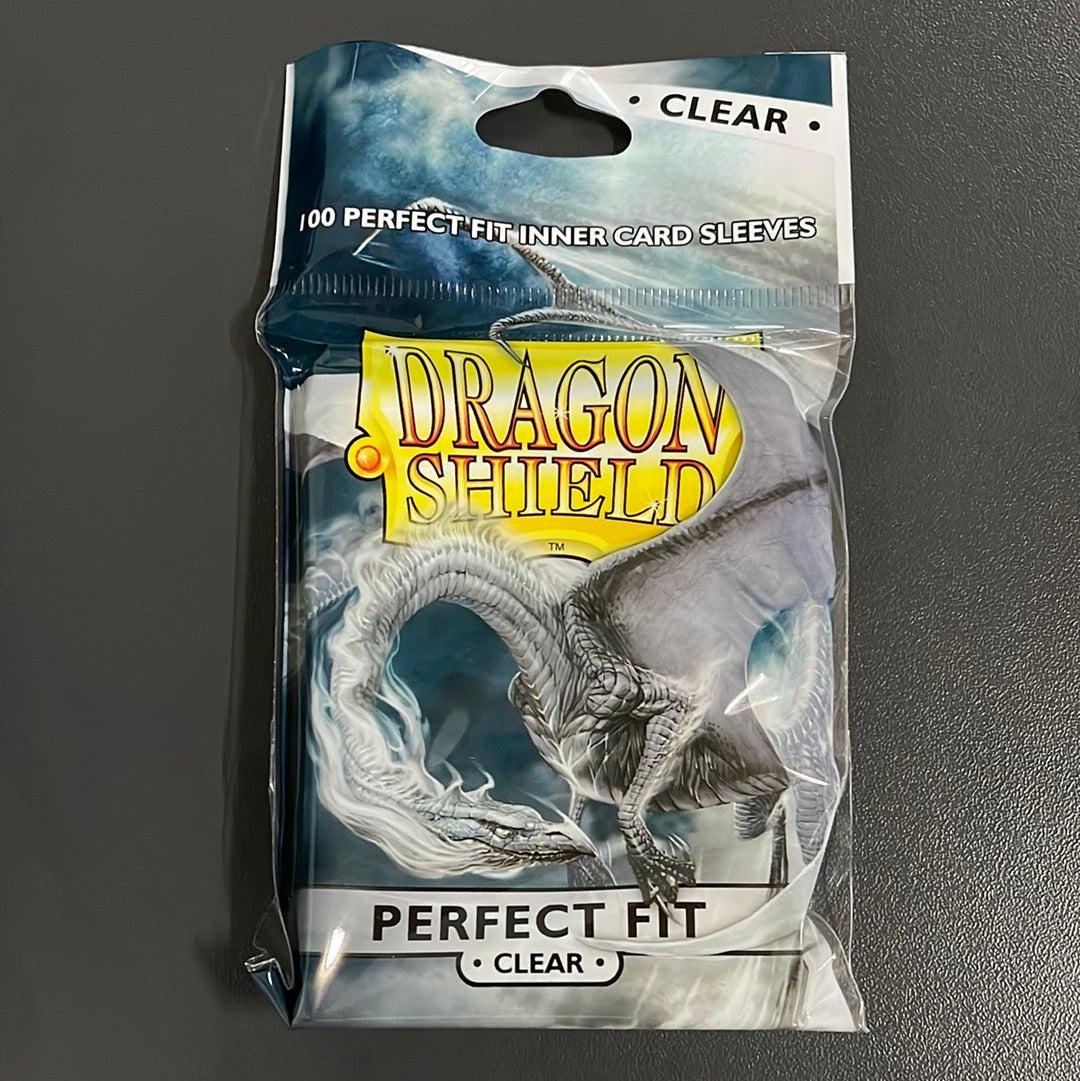 • CLEAR •
100 PERFECT FIT INNER CARD SLEEVES
DRAGON
SHIELD
TM
PERFECT FIT
• CLEAR •